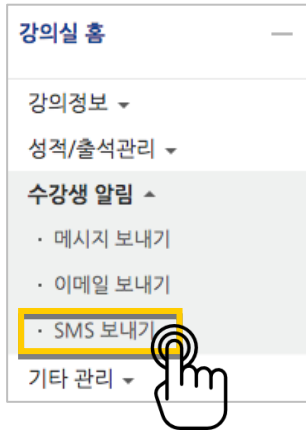 강의실 홈
강의정보
성적/출석관리
수강생 알림
· 메시지 보내기
· 이메일 보내기
· SMS 보내기
기타 관리